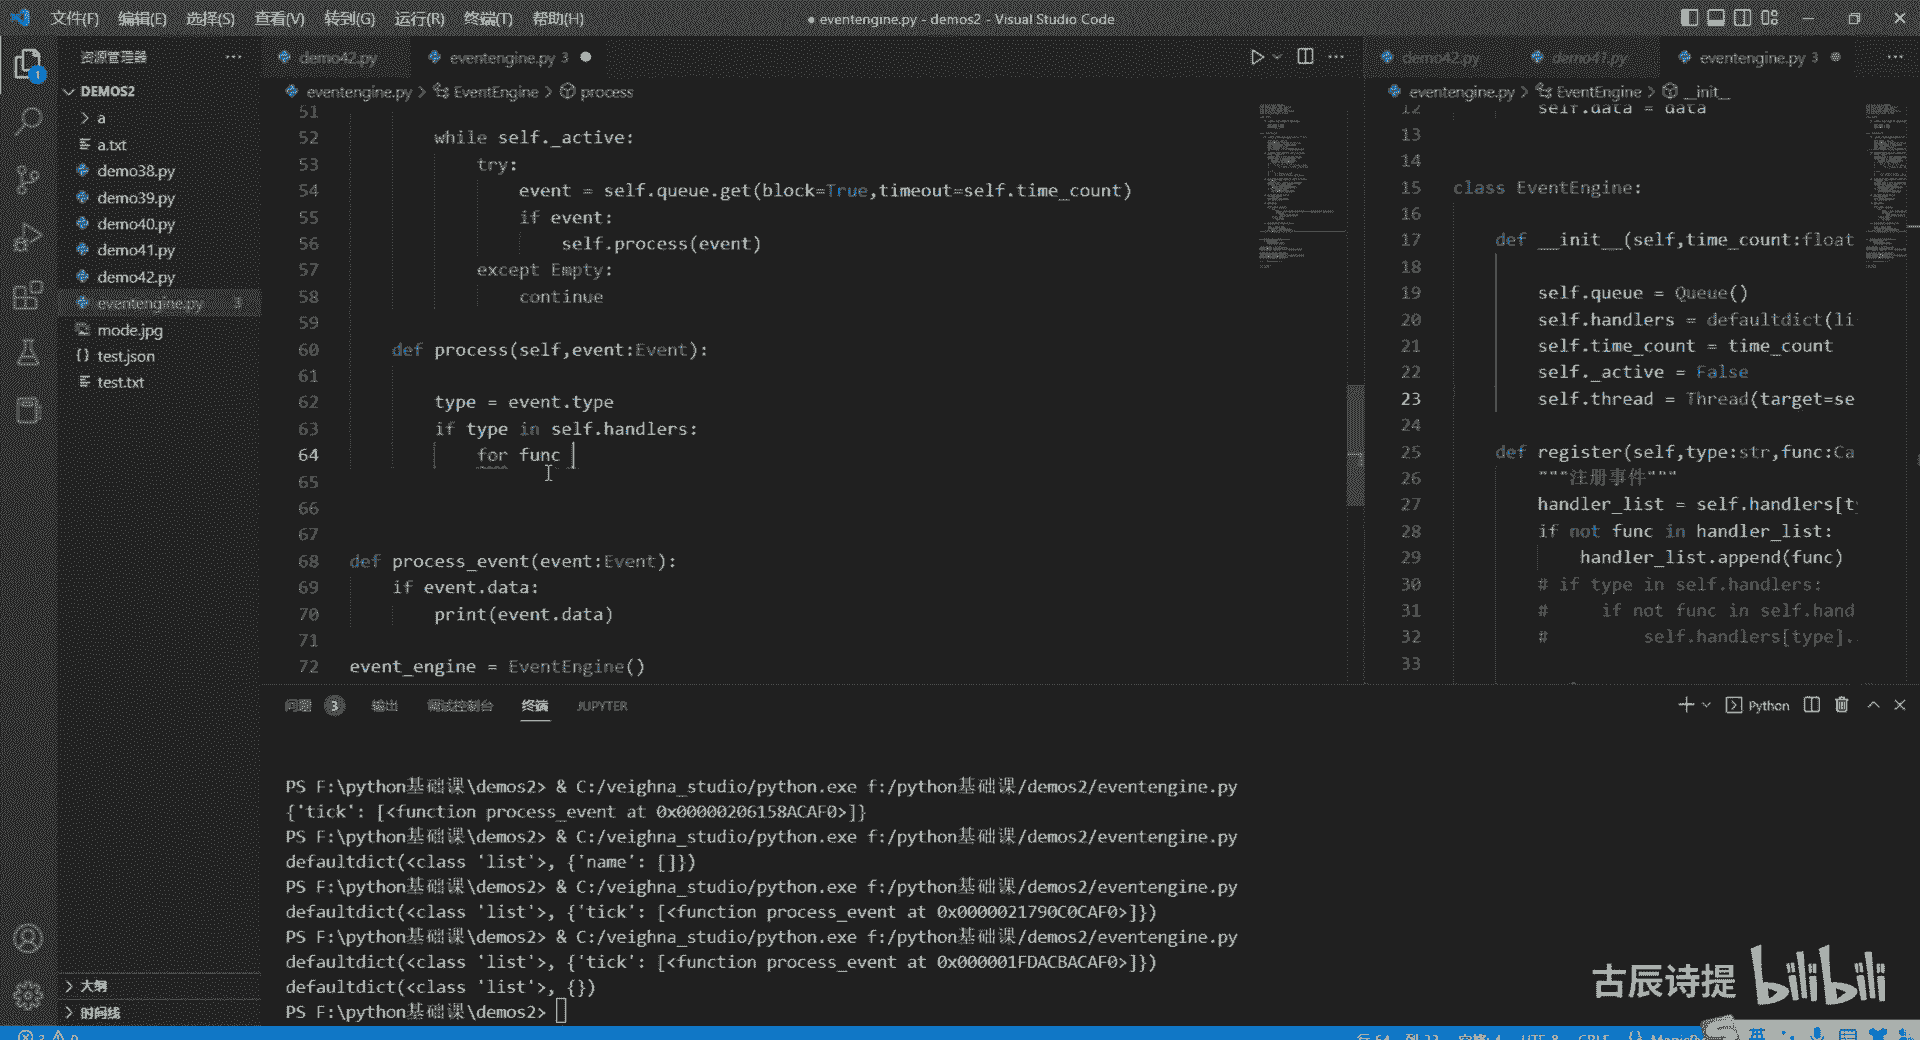 文件(F) 编辑(E) 选择(S) 查看(V) 转到(G) 运行(R) 终端(T) 帮助(H)
● eventengine.py - demos2 - Visual Studio Code
资源管理器
DEMOS2
a
a.txt
demo38.py
demo39.py
demo40.py
demo41.py
demo42.py
eventengine.py 3
mode.jpg
test.json
test.txt
大纲
时间线
demo42.py
eventengine.py 3
eventengine.py > EventEngine > process
51
52 while self._active:
53 try:
54 event = self.queue.get(block=True,timeout=self.time_count)
55 if event:
56 self.process(event)
57 except Empty:
58 continue
59
60 def process(self,event:Event):
61
62 type = event.type
63 if type in self.handlers:
64 for func
65
66
67
68 def process_event(event:Event):
69 if event.data:
70 print(event.data)
71
72 event_engine = EventEngine()
demo42.py
demo41.py
eventengine.py 3
eventengine.py > EventEngine > __init__
12 self.data = data
13
14
15 class EventEngine:
16
17 def __init__(self,time_count:float
18
19 self.queue = Queue()
20 self.handlers = defaultdict(li
21 self.time_count = time_count
22 self._active = False
23 self.thread = Thread(target=se
24
25 def register(self,type:str,func:Ca
26 """注册事件"""
27 handler_list = self.handlers[t
28 if not func in handler_list:
29 handler_list.append(func)
30 # if type in self.handlers:
31 # if not func in self.hand
32 # self.handlers[type].
33
问题 3 输出 调试控制台 终端 JUPYTER
Python
PS F:\python基础课\demos2> & C:/veighna_studio/python.exe f:/python基础课/demos2/eventengine.py
{'tick': [<function process_event at 0x00000206158ACAF0>]}
PS F:\python基础课\demos2> & C:/veighna_studio/python.exe f:/python基础课/demos2/eventengine.py
defaultdict(<class 'list'>, {'name': []})
PS F:\python基础课\demos2> & C:/veighna_studio/python.exe f:/python基础课/demos2/eventengine.py
defaultdict(<class 'list'>, {'tick': [<function process_event at 0x0000021790C0CAF0>]})
PS F:\python基础课\demos2> & C:/veighna_studio/python.exe f:/python基础课/demos2/eventengine.py
defaultdict(<class 'list'>, {'tick': [<function process_event at 0x000001FDACBACAF0>]})
defaultdict(<class 'list'>, {})
PS F:\python基础课\demos2>
古辰诗提 bilibili